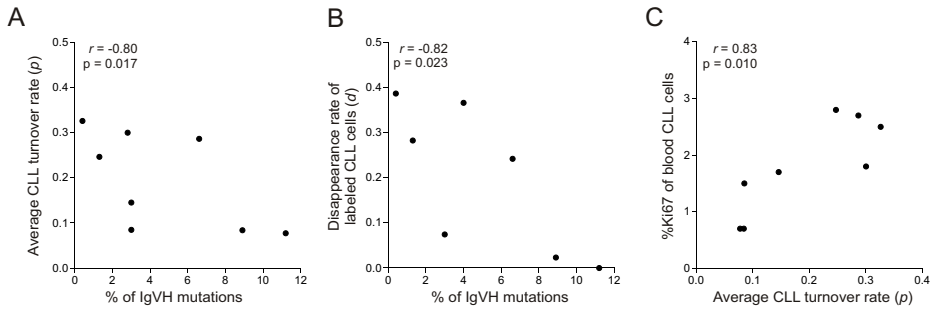 A
r = -0.80
p = 0.017
Average CLL turnover rate (p)
0.5
0.4
0.3
0.2
0.1
0.0
0 2 4 6 8 10 12
% of IgVH mutations
B
r = -0.82
p = 0.023
Disappearance rate of
labeled CLL cells (d)
0.5
0.4
0.3
0.2
0.1
0.0
0 2 4 6 8 10 12
% of IgVH mutations
C
r = 0.83
p = 0.010
%Ki67 of blood CLL cells
4
3
2
1
0
0.0 0.1 0.2 0.3 0.4
Average CLL turnover rate (p)